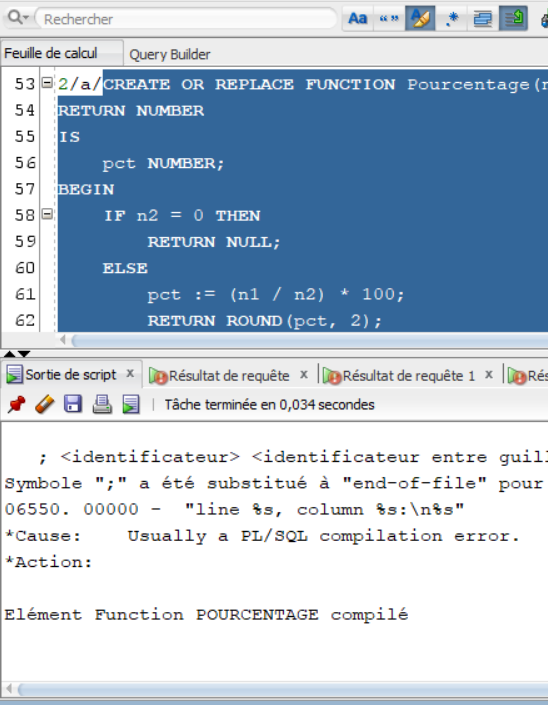 Rechercher
Aa “”
Feuille de calcul Query Builder
53 2/a/CREATE OR REPLACE FUNCTION Pourcentage(n
54 RETURN NUMBER
55 IS
56 pct NUMBER;
57 BEGIN
58 IF n2 = 0 THEN
59 RETURN NULL;
60 ELSE
61 pct := (n1 / n2) * 100;
62 RETURN ROUND(pct, 2);
Sortie de script x Résultat de requête x Résultat de requête 1 x Rés
Tâche terminée en 0,034 secondes
; <identificateur> <identificateur entre guil
Symbole ";" a été substitué à "end-of-file" pour
06550. 00000 - "line %s, column %s:\n%s"
*Cause: Usually a PL/SQL compilation error.
*Action:
Elément Function POURCENTAGE compilé